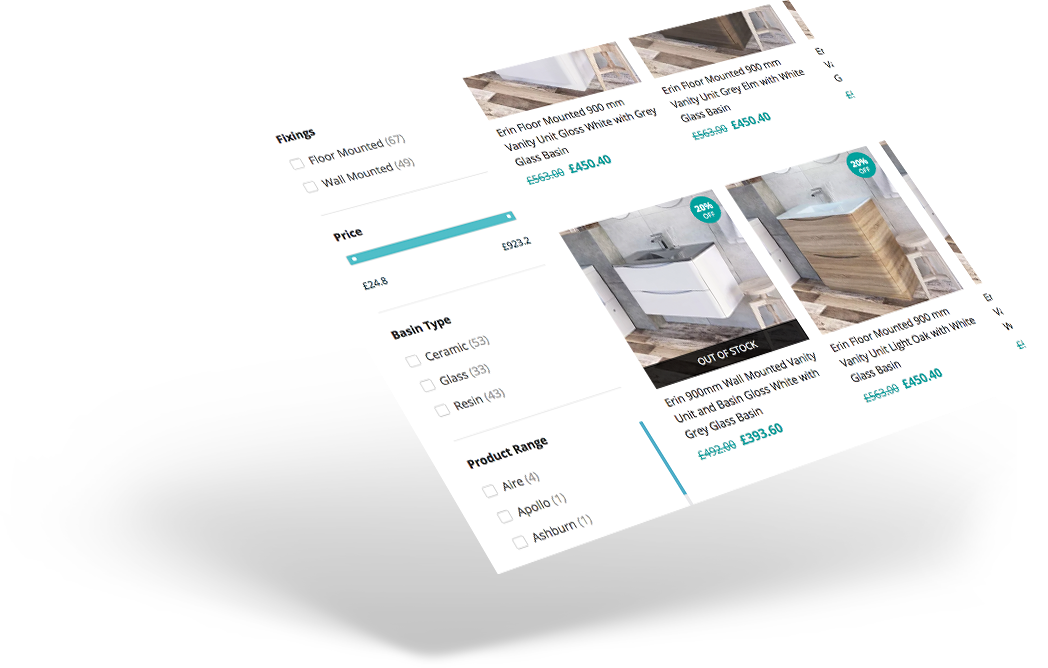 Fixings
Floor Mounted (67)
Wall Mounted (49)
Price
£24.8
£923.2
Basin Type
Ceramic (53)
Glass (33)
Resin (43)
Product Range
Aire (4)
Apollo (1)
Ashburn (1)
Erin Floor Mounted 900 mm
Vanity Unit Gloss White with Grey
Glass Basin
£563.00 £450.40
Erin Floor Mounted 900 mm
Vanity Unit Grey Elm with White
Glass Basin
£563.00 £450.40
20%
OFF
OUT OF STOCK
Erin 900mm Wall Mounted Vanity
Unit and Basin Gloss White with
Grey Glass Basin
£492.00 £393.60
20%
OFF
Erin Floor Mounted 900 mm
Vanity Unit Light Oak with White
Glass Basin
£563.00 £450.40